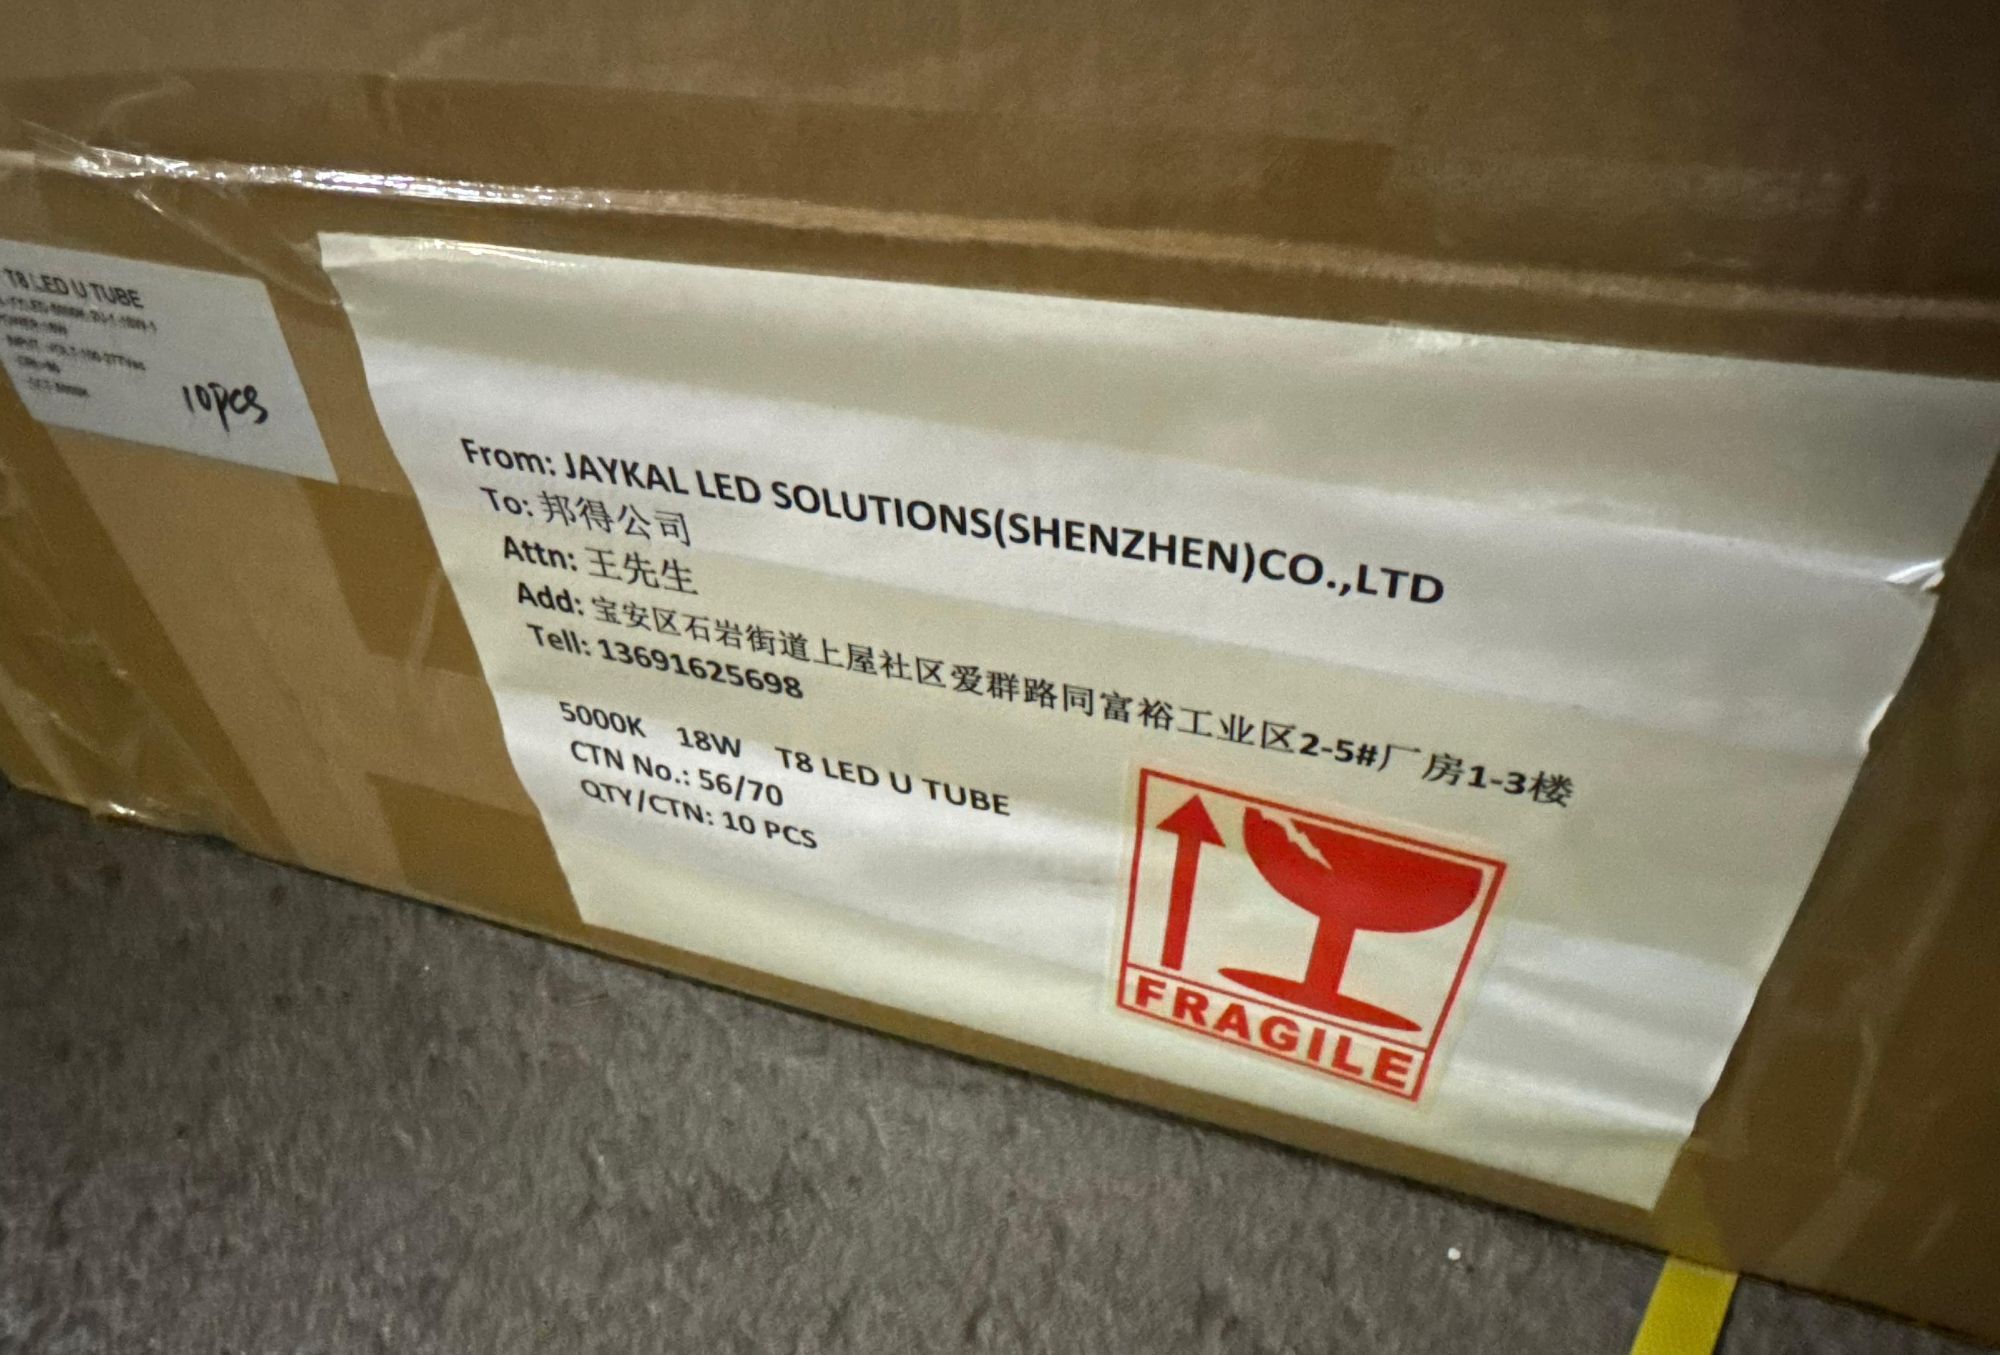 T8 LED U TUBE
10pcs
From: JAYKAL LED SOLUTIONS(SHENZHEN)CO.,LTD
To: 邦得公司
Attn: 王先生
Add: 宝安区石岩街道上屋社区爱群路同富裕工业区2-5#厂房1-3楼
Tell: 13691625698
5000K 18W T8 LED U TUBE
CTN No.: 56/70
QTY/CTN: 10 PCS
FRAGILE